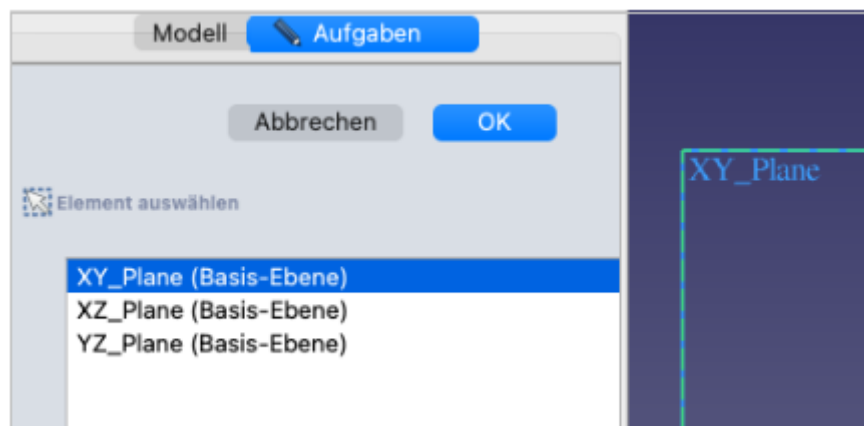 Modell Aufgaben
Abbrechen OK
XY_Plane
Element auswählen
XY_Plane (Basis-Ebene)
XZ_Plane (Basis-Ebene)
YZ_Plane (Basis-Ebene)